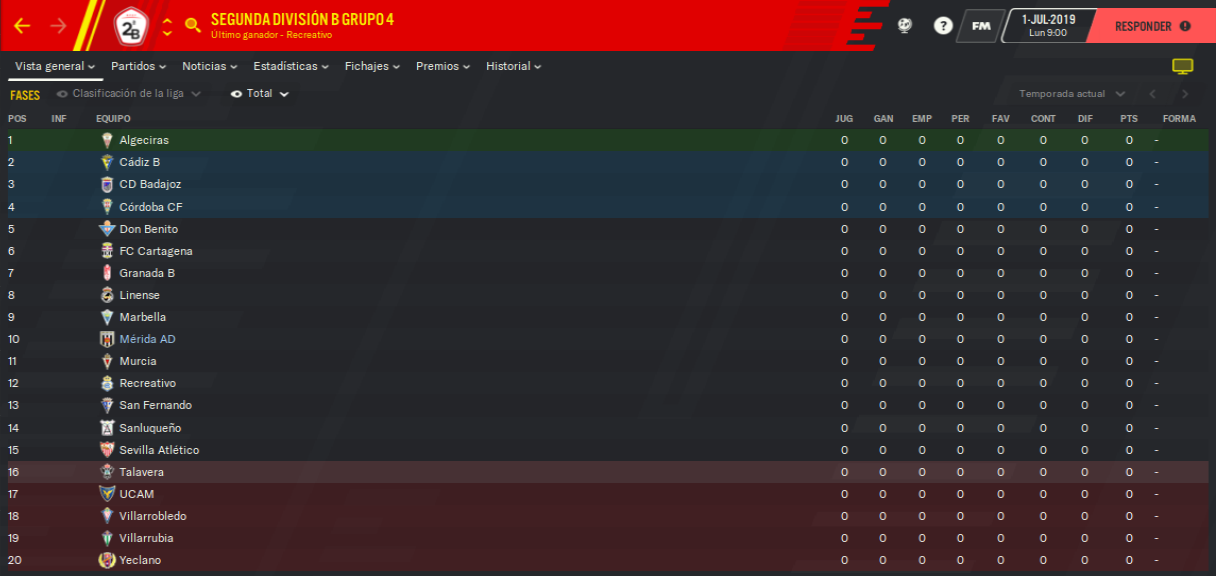 SEGUNDA DIVISIÓN B GRUPO 4
Último ganador - Recreativo
2ªB
? FM 1-JUL-2019
Lun 9:00
RESPONDER
Vista general Partidos Noticias Estadísticas Fichajes Premios Historial
FASES Clasificación de la liga Total Temporada actual
POS INF EQUIPO JUG GAN EMP PER FAV CONT DIF PTS FORMA
1 Algeciras 0 0 0 0 0 0 0 0 -
2 Cádiz B 0 0 0 0 0 0 0 0 -
3 CD Badajoz 0 0 0 0 0 0 0 0 -
4 Córdoba CF 0 0 0 0 0 0 0 0 -
5 Don Benito 0 0 0 0 0 0 0 0 -
6 FC Cartagena 0 0 0 0 0 0 0 0 -
7 Granada B 0 0 0 0 0 0 0 0 -
8 Linense 0 0 0 0 0 0 0 0 -
9 Marbella 0 0 0 0 0 0 0 0 -
10 Mérida AD 0 0 0 0 0 0 0 0 -
11 Murcia 0 0 0 0 0 0 0 0 -
12 Recreativo 0 0 0 0 0 0 0 0 -
13 San Fernando 0 0 0 0 0 0 0 0 -
14 Sanluqueño 0 0 0 0 0 0 0 0 -
15 Sevilla Atlético 0 0 0 0 0 0 0 0 -
16 Talavera 0 0 0 0 0 0 0 0 -
17 UCAM 0 0 0 0 0 0 0 0 -
18 Villarrobledo 0 0 0 0 0 0 0 0 -
19 Villarrubia 0 0 0 0 0 0 0 0 -
20 Yeclano 0 0 0 0 0 0 0 0 -